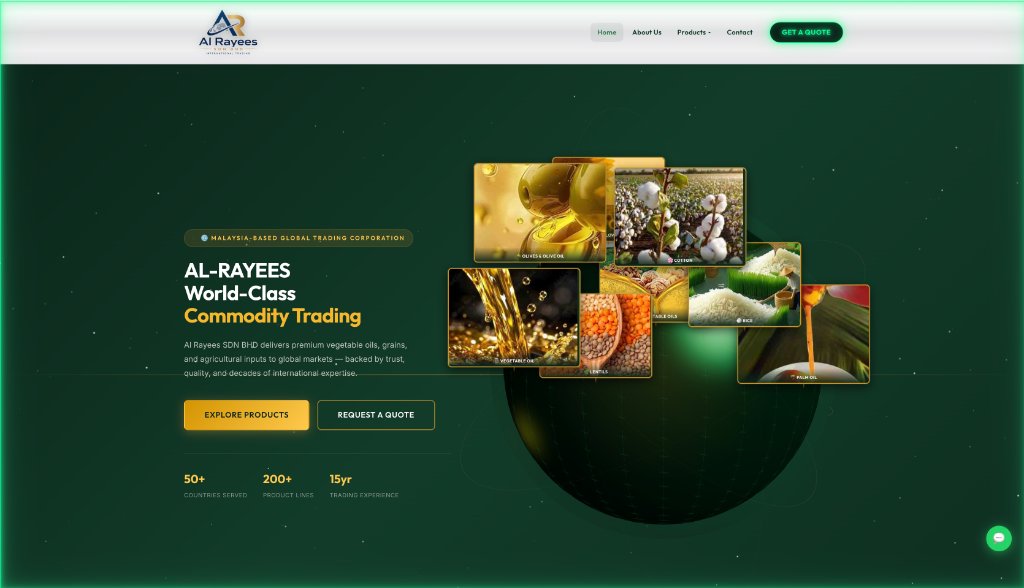 AR
Al Rayees
SDN BHD
INTERNATIONAL TRADING
Home
About Us
Products
Contact
GET A QUOTE
MALAYSIA-BASED GLOBAL TRADING CORPORATION
AL-RAYEES
World-Class
Commodity Trading
Al Rayees SDN BHD delivers premium vegetable oils, grains,
and agricultural inputs to global markets — backed by trust,
quality, and decades of international expertise.
EXPLORE PRODUCTS
REQUEST A QUOTE
50+
COUNTRIES SERVED
200+
PRODUCT LINES
15yr
TRADING EXPERIENCE
OLIVES & OLIVE OIL
COTTON
TABLE OILS
RICE
VEGETABLE OIL
LENTILS
PALM OIL